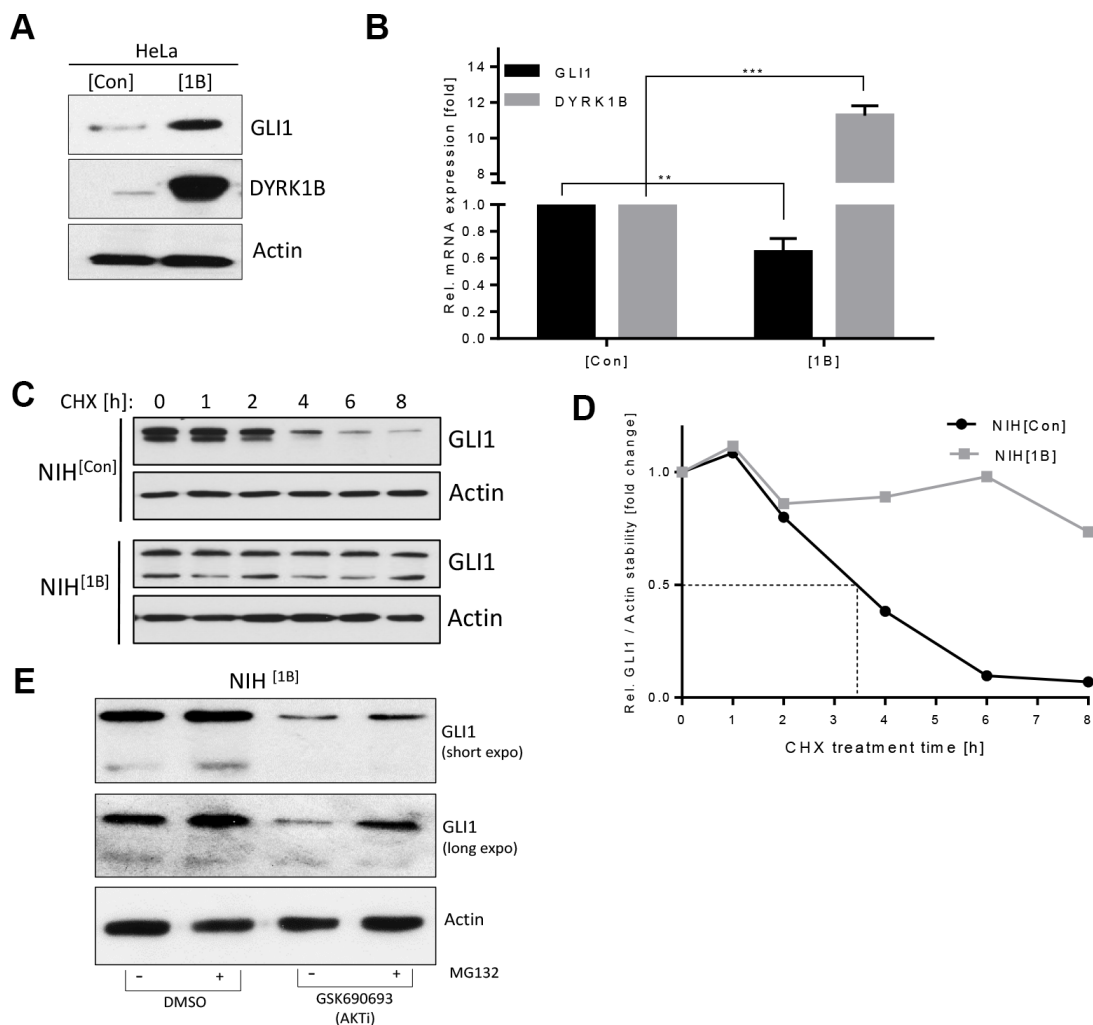 A
HeLa
[Con] [1B]
GLI1
DYRK1B
Actin
B
GLI1
DYRK1B
***
**
14
12
10
8
1.0
0.8
0.6
0.4
0.2
0.0
Rel. mRNA expression [fold]
[Con] [1B]
C
CHX [h]: 0 1 2 4 6 8
NIH[Con]
GLI1
Actin
NIH[1B]
GLI1
Actin
D
NIH[Con]
NIH[1B]
1.0
0.5
0.0
Rel. GLI1 / Actin stability [fold change]
0 1 2 3 4 5 6 7 8
CHX treatment time [h]
E
NIH [1B]
GLI1
(short expo)
GLI1
(long expo)
Actin
– + – + MG132
DMSO GSK690693
(AKTi)